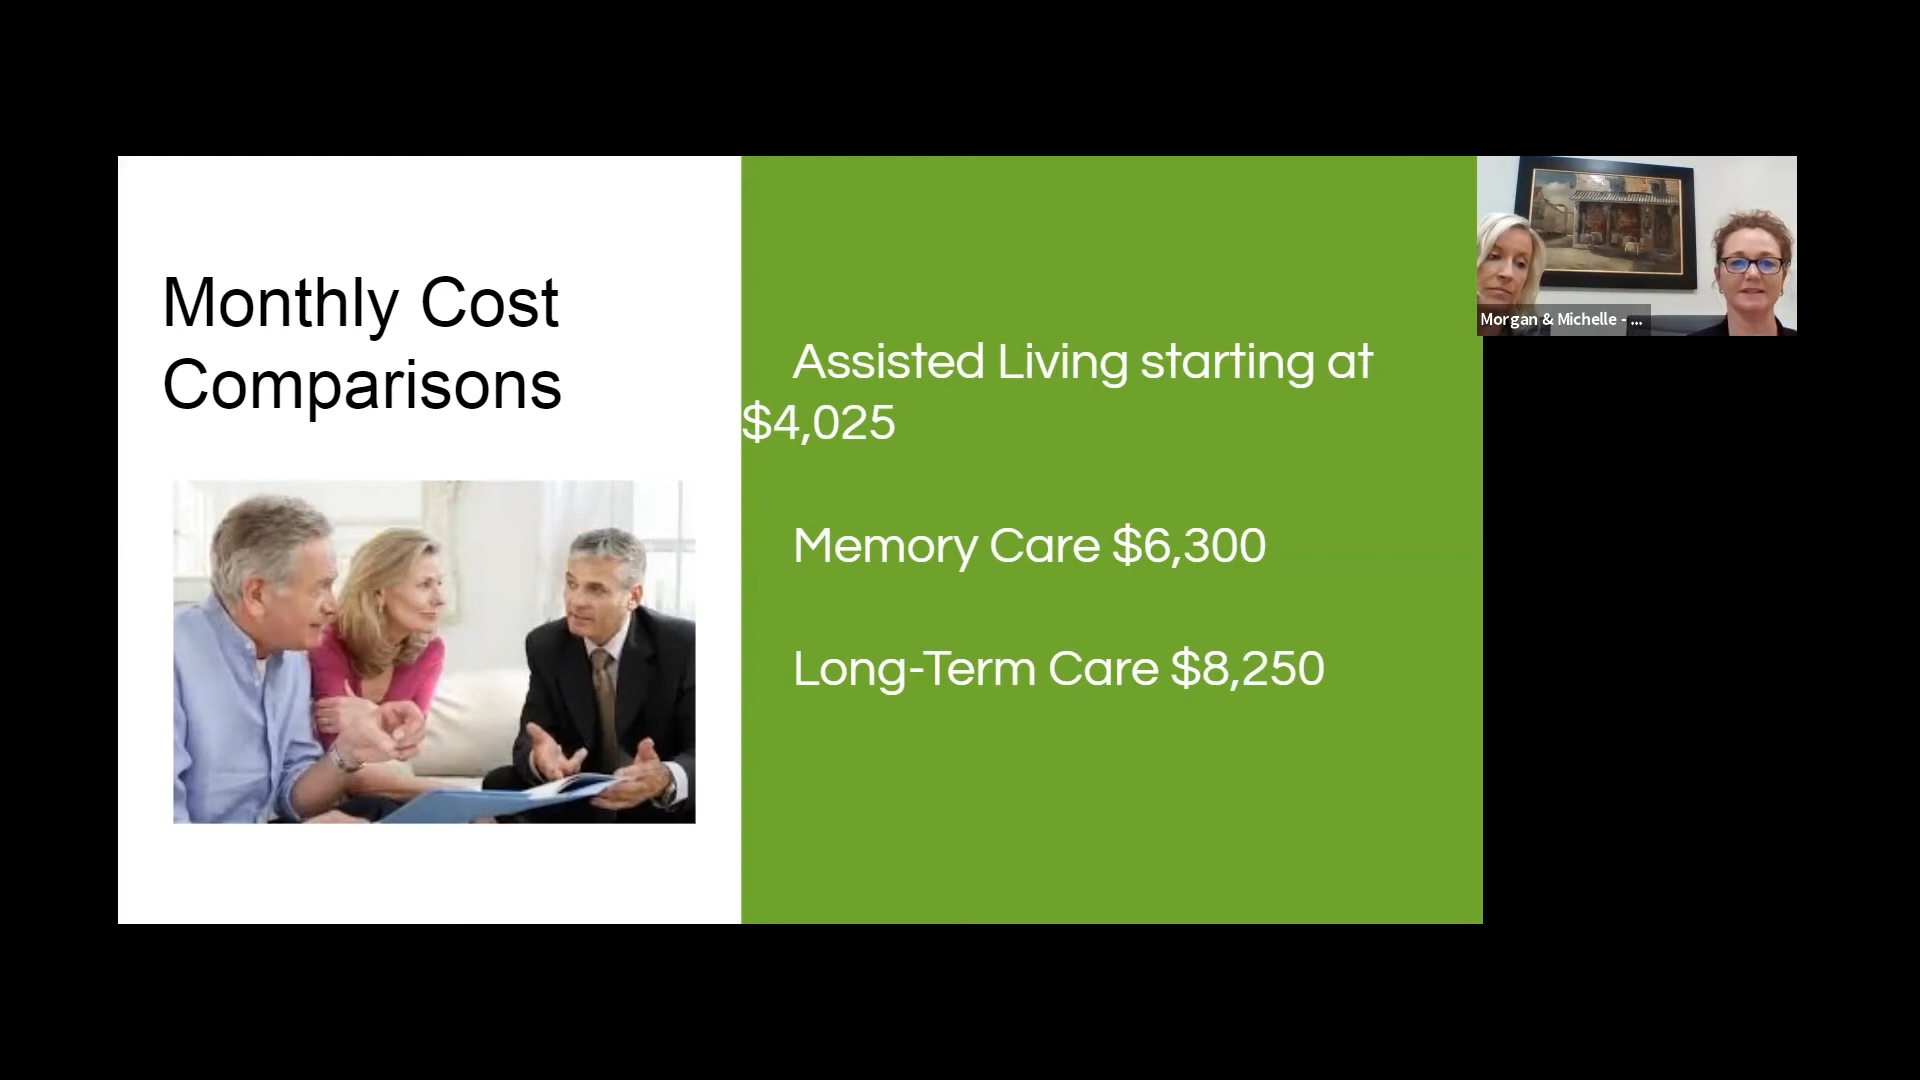 Monthly Cost
Comparisons
Assisted Living starting at
$4,025
Memory Care $6,300
Long-Term Care $8,250
Morgan & Michelle - ...